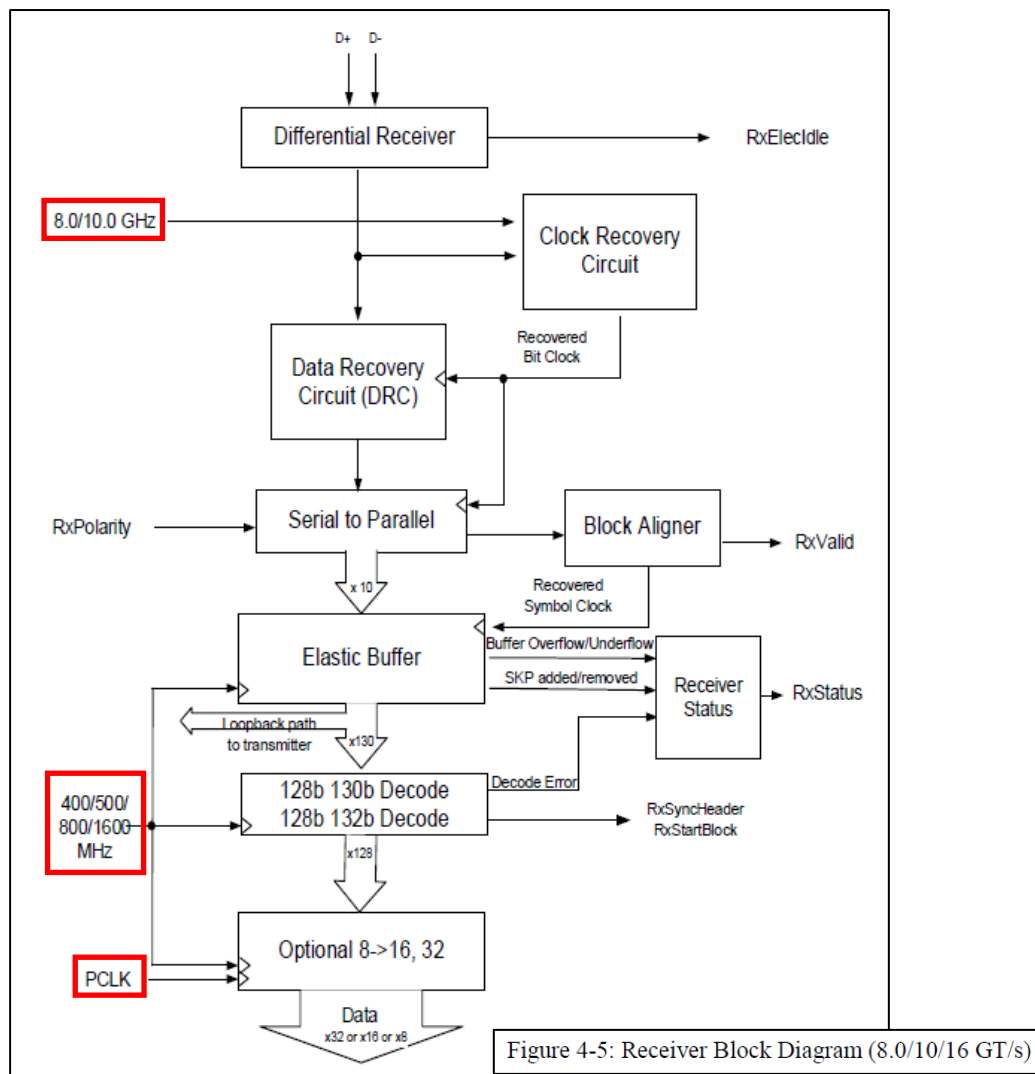 D+ D-
Differential Receiver
RxElecIdle
8.0/10.0 GHz
Clock Recovery
Circuit
Recovered
Bit Clock
Data Recovery
Circuit (DRC)
RxPolarity
Serial to Parallel
Block Aligner
RxValid
x 10
Recovered
Symbol Clock
Elastic Buffer
Buffer Overflow/Underflow
SKP added/removed
Receiver
Status
RxStatus
Loopback path
to transmitter
x130
Decode Error
128b 130b Decode
128b 132b Decode
400/500/
800/1600
MHz
RxSyncHeader
RxStartBlock
x128
Optional 8->16, 32
PCLK
Data
x32 or x16 or x8
Figure 4-5: Receiver Block Diagram (8.0/10/16 GT/s)